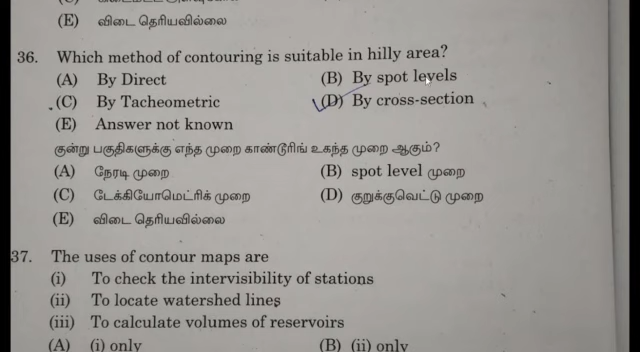 (E) விடை தெரியவில்லை
36. Which method of contouring is suitable in hilly area?
(A) By Direct (B) By spot levels
(C) By Tacheometric (D) By cross-section
(E) Answer not known
குன்று பகுதிகளுக்கு எந்த முறை காண்டூரிங் உகந்த முறை ஆகும்?
(A) நேரடி முறை (B) spot level முறை
(C) டேக்கியோமெட்ரிக் முறை (D) குறுக்குவெட்டு முறை
(E) விடை தெரியவில்லை
37. The uses of contour maps are
(i) To check the intervisibility of stations
(ii) To locate watershed lines
(iii) To calculate volumes of reservoirs
(A) (i) only (B) (ii) only